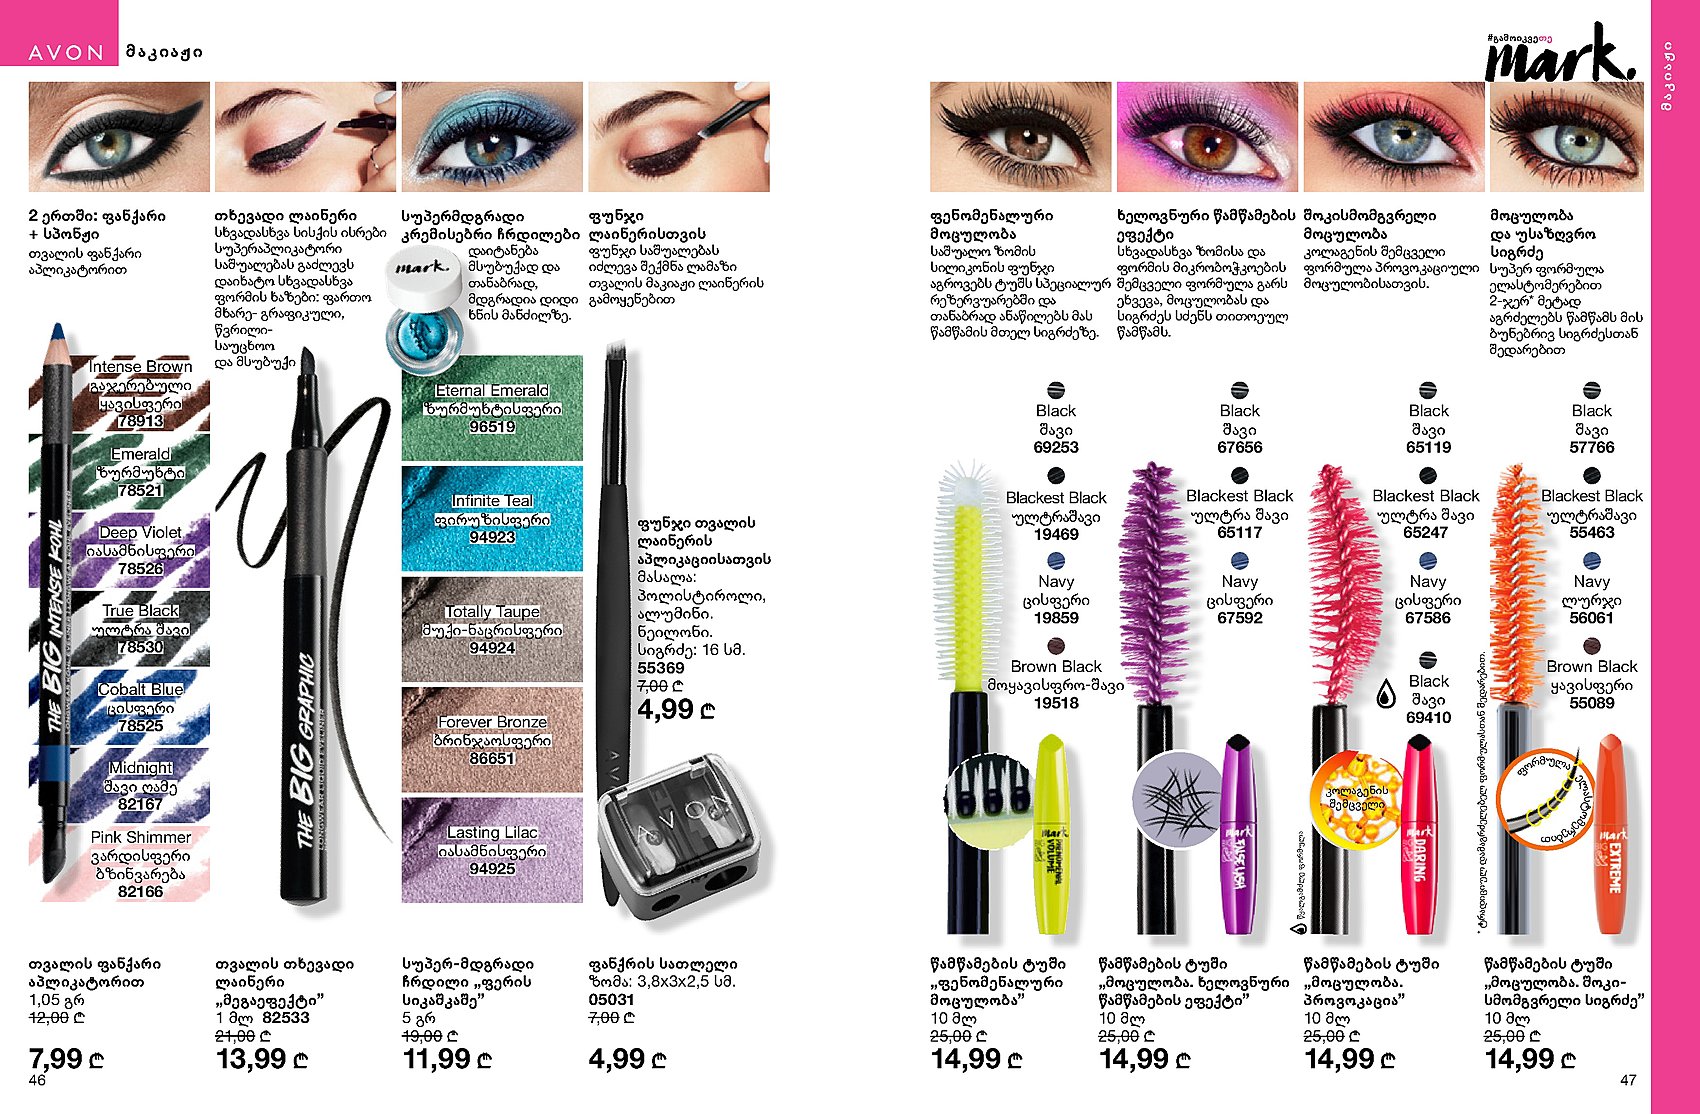 AVON მაკიაჟი
#გამოიკვეთე
mark.
მაკიაჟი
2 ერთში: ფანქარი
+ სპონჟი
თვალის ფანქარი
აპლიკატორით
Intense Brown
გაჯერებული
ყავისფერი
78913
Emerald
ზურმუხტი
78521
Deep Violet
იასამნისფერი
78526
True Black
ულტრა შავი
78530
Cobalt Blue
ცისფერი
78525
Midnight
შავი ღამე
82167
Pink Shimmer
ვარდისფერი
ბზინვარება
82166
THE BIG INTENSE KOHL
თვალის ფანქარი
აპლიკატორით
1,05 გრ
12,00 ₾
7,99 ₾
თხევადი ლაინერი
სხვადასხვა სისქის ისრები
სუპერაპლიკატორი
საშუალებას გაძლევს
დაიხატო სხვადასხვა
ფორმის ხაზები: ფართო
მხარე- გრაფიკული,
წვრილი-
საუცხოო
და მსუბუქი
THE BIG GRAPHIC
თვალის თხევადი
ლაინერი
„მეგაეფექტი”
1 მლ 82533
21,00 ₾
13,99 ₾
სუპერმდგრადი
კრემისებრი ჩრდილები
დაიტანება
მსუბუქად და
თანაბრად,
მდგრადია დიდი
ხნის მანძილზე.
mark.
Eternal Emerald
ზურმუხტისფერი
96519
Infinite Teal
ფირუზისფერი
94923
Totally Taupe
მუქი-ნაცრისფერი
94924
Forever Bronze
ბრინჯაოსფერი
86651
Lasting Lilac
იასამნისფერი
94925
სუპერ-მდგრადი
ჩრდილი „ფერის
სიკაშკაშე”
5 გრ
19,00 ₾
11,99 ₾
ფუნჯი
ლაინერისთვის
ფუნჯი საშუალებას
იძლევა შექმნა ლამაზი
თვალის მაკიაჟი ლაინერის
გამოყენებით
ფუნჯი თვალის
ლაინერის
აპლიკაციისათვის
მასალა:
პოლისტიროლი,
ალუმინი.
ნეილონი.
სიგრძე: 16 სმ.
55369
7,00 ₾
4,99 ₾
AVON
ფანქრის სათლელი
ზომა: 3,8x3x2,5 სმ.
05031
7,00 ₾
4,99 ₾
46
ფენომენალური
მოცულობა
საშუალო ზომის
სილიკონის ფუნჯი
აგროვებს ტუშს სპეციალურ
რეზერვუარებში და
თანაბრად ანაწილებს მას
წამწამის მთელ სიგრძეზე.
Black
შავი
69253
Blackest Black
ულტრაშავი
19469
Navy
ცისფერი
19859
Brown Black
მოყავისფრო-შავი
19518
mark.
PHENOMENAL
VOLUME
წამწამების ტუში
„ფენომენალური
მოცულობა”
10 მლ
25,00 ₾
14,99 ₾
ხელოვნური წამწამების
ეფექტი
სხვადასხვა ზომისა და
ფორმის მიკრობოჭკოების
შემცველი ფორმულა გარს
ეხვევა, მოცულობას და
სიგრძეს სძენს თითოეულ
წამწამს.
Black
შავი
67656
Blackest Black
ულტრა შავი
65117
Navy
ცისფერი
67592
mark.
FALSE LASH
წამწამების ტუში
„მოცულობა. ხელოვნური
წამწამების ეფექტი”
10 მლ
25,00 ₾
14,99 ₾
შოკისმომგვრელი
მოცულობა
კოლაგენის შემცველი
ფორმულა პროვოკაციული
მოცულობისათვის.
Black
შავი
65119
Blackest Black
ულტრა შავი
65247
Navy
ცისფერი
67586
Black
შავი
69410
კოლაგენის
შემცველი
წყალგამძლე ფორმულა
mark.
BIG & DARING
წამწამების ტუში
„მოცულობა.
პროვოკაცია”
10 მლ
25,00 ₾
14,99 ₾
მოცულობა
და უსაზღვრო
სიგრძე
სუპერ ფორმულა
ელასტომერებით
2-ჯერ* მეტად
აგრძელებს წამწამს მის
ბუნებრივ სიგრძესთან
შედარებით
Black
შავი
57766
Blackest Black
ულტრაშავი
55463
Navy
ლურჯი
56061
Brown Black
ყავისფერი
55089
ფორმულა ელასტომერებით
* ტრადიციულ დამაგრძელებელ ფორმულასთან შედარებით.
mark.
BIG & EXTREME
წამწამების ტუში
„მოცულობა. შოკი-
სმომგვრელი სიგრძე”
10 მლ
25,00 ₾
14,99 ₾
47